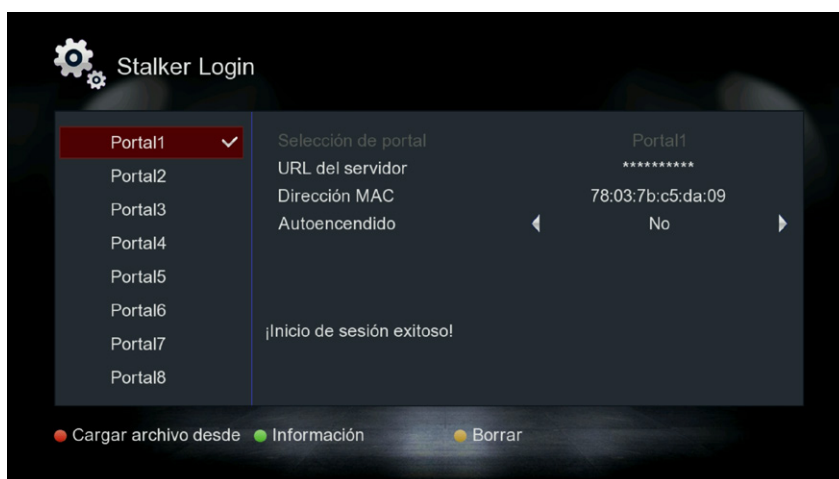 Stalker Login
Portal1
Portal2
Portal3
Portal4
Portal5
Portal6
Portal7
Portal8
Selección de portal Portal1
URL del servidor **********
Dirección MAC 78:03:7b:c5:da:09
Autoencendido No
¡Inicio de sesión exitoso!
Cargar archivo desde Información Borrar